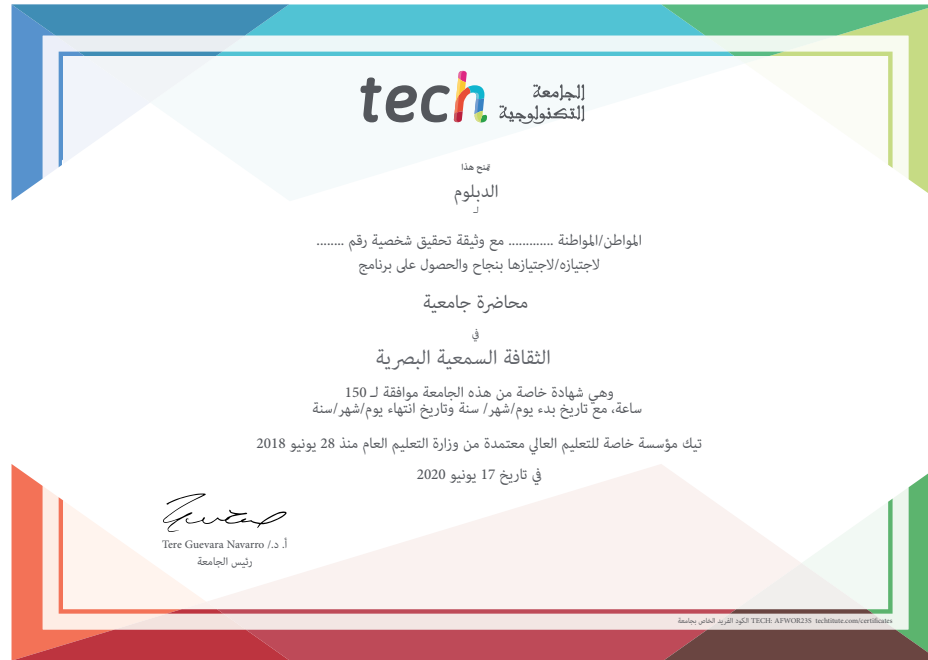 tech الجامعة
التكنولوجية
تمنح هذا
الدبلوم
لـ
المواطن/المواطنة ............. مع وثيقة تحقيق شخصية رقم ........
لاجتيازه/لاجتيازها بنجاح والحصول على برنامج
محاضرة جامعية
في
الثقافة السمعية البصرية
وهي شهادة خاصة من هذه الجامعة موافقة لـ 150
ساعة، مع تاريخ بدء يوم/شهر/ سنة وتاريخ انتهاء يوم/شهر/سنة
تيك مؤسسة خاصة للتعليم العالي معتمدة من وزارة التعليم العام منذ 28 يونيو 2018
في تاريخ 17 يونيو 2020
أ. د./ Tere Guevara Navarro
رئيس الجامعة
الكود الفريد الخاص بجامعة TECH: AFWOR23S techtitute.com/certificates